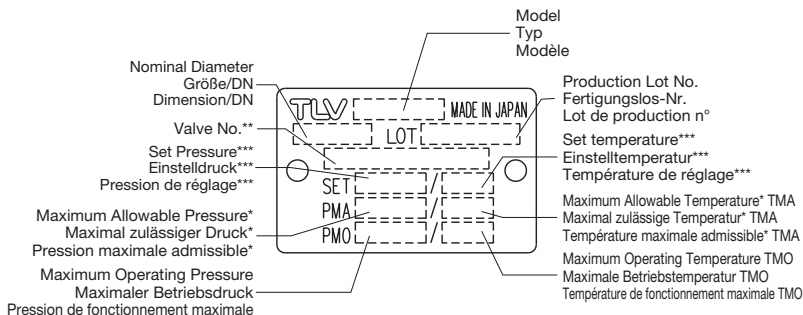 Model
Typ
Modèle
Nominal Diameter
Größe/DN
Dimension/DN
Valve No.**
Set Pressure***
Einstelldruck***
Pression de réglage***
Maximum Allowable Pressure*
Maximal zulässiger Druck*
Pression maximale admissible*
Maximum Operating Pressure
Maximaler Betriebsdruck
Pression de fonctionnement maximale
TLV MADE IN JAPAN
LOT
SET /
PMA /
PMO /
Production Lot No.
Fertigungslos-Nr.
Lot de production n°
Set temperature***
Einstelltemperatur***
Température de réglage***
Maximum Allowable Temperature* TMA
Maximal zulässige Temperatur* TMA
Température maximale admissible* TMA
Maximum Operating Temperature TMO
Maximale Betriebstemperatur TMO
Température de fonctionnement maximale TMO